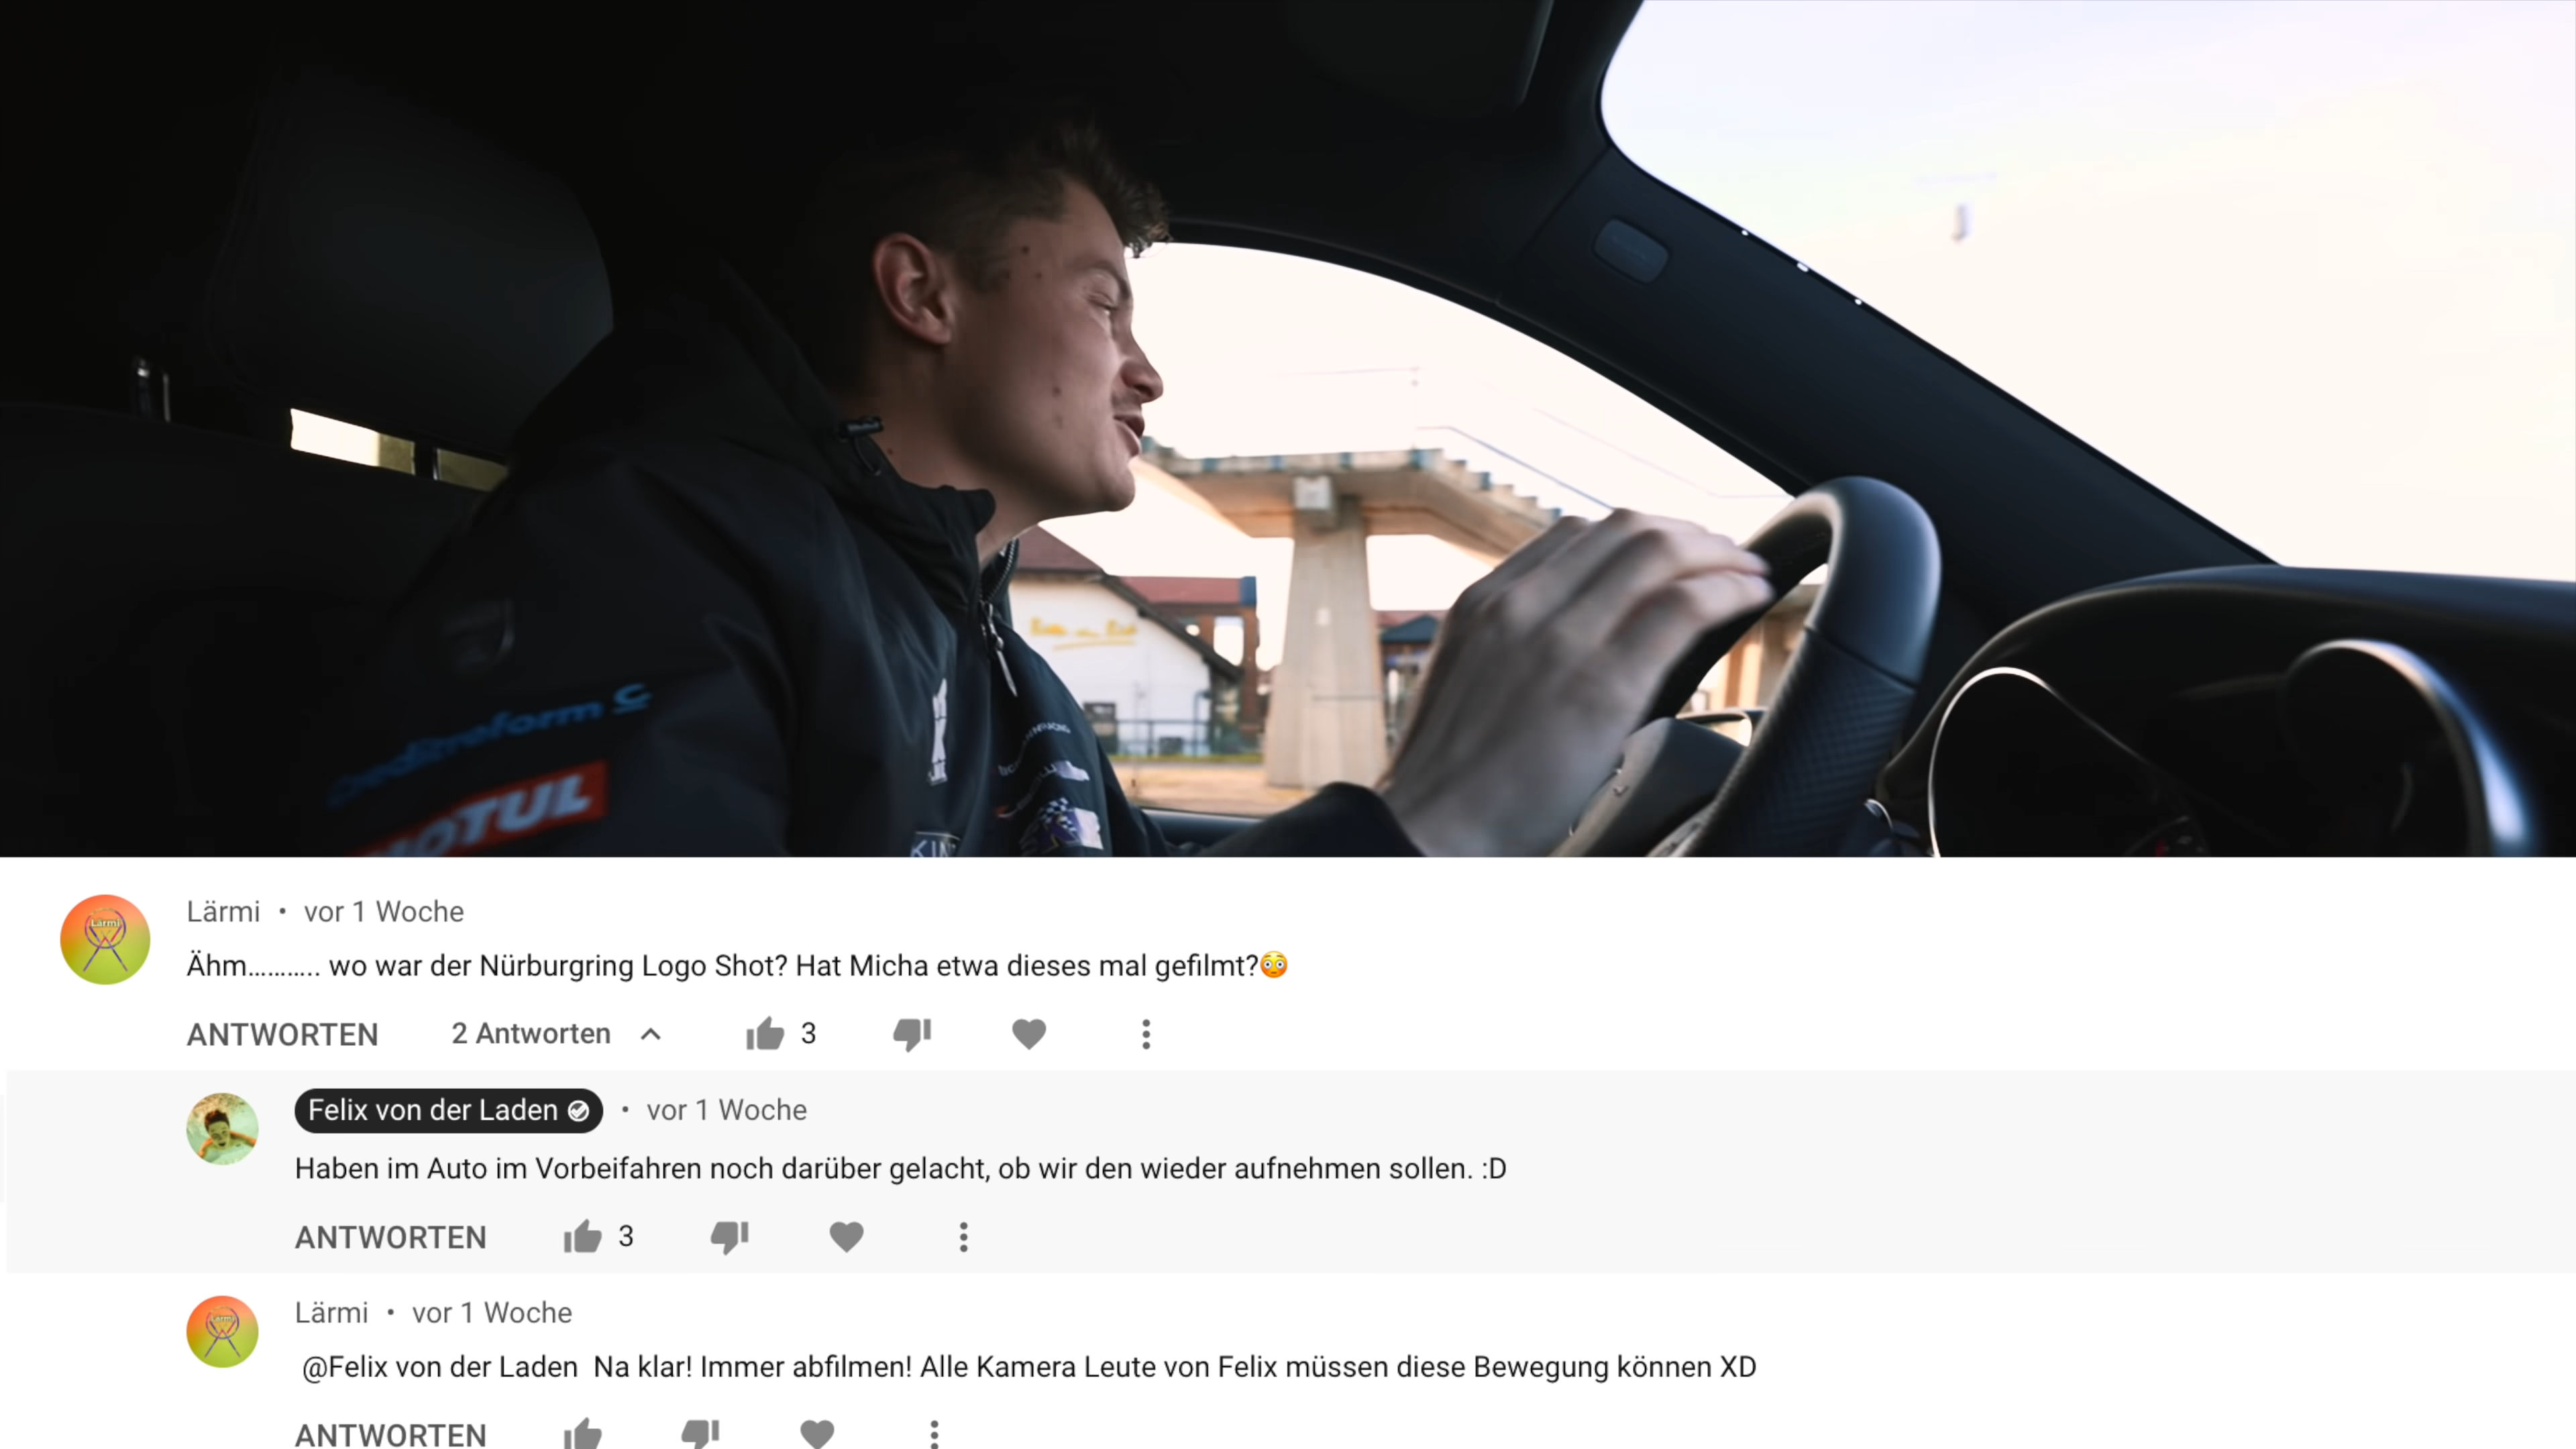 Creditreform C
MOTUL
Lärmi • vor 1 Woche
Ähm……….. wo war der Nürburgring Logo Shot? Hat Micha etwa dieses mal gefilmt?😳
ANTWORTEN 2 Antworten 3
Felix von der Laden • vor 1 Woche
Haben im Auto im Vorbeifahren noch darüber gelacht, ob wir den wieder aufnehmen sollen. :D
ANTWORTEN 3
Lärmi • vor 1 Woche
@Felix von der Laden Na klar! Immer abfilmen! Alle Kamera Leute von Felix müssen diese Bewegung können XD
ANTWORTEN